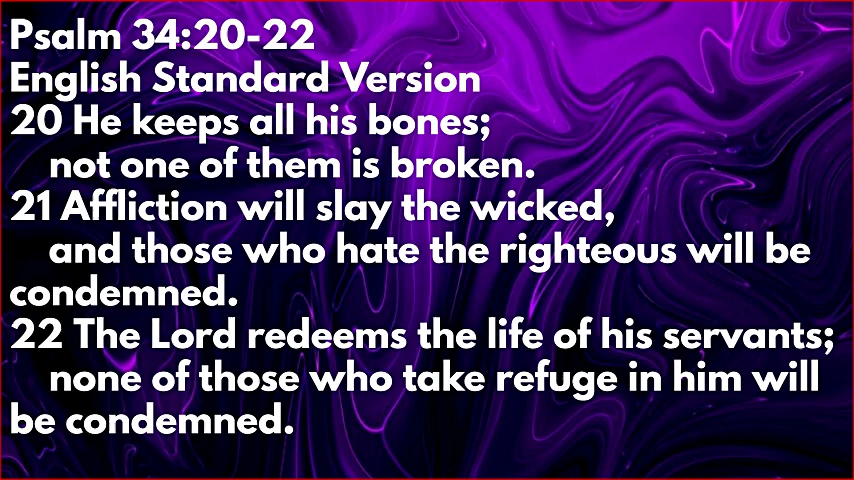 Psalm 34:20-22
English Standard Version
20 He keeps all his bones;
not one of them is broken.
21 Affliction will slay the wicked,
and those who hate the righteous will be
condemned.
22 The Lord redeems the life of his servants;
none of those who take refuge in him will
be condemned.